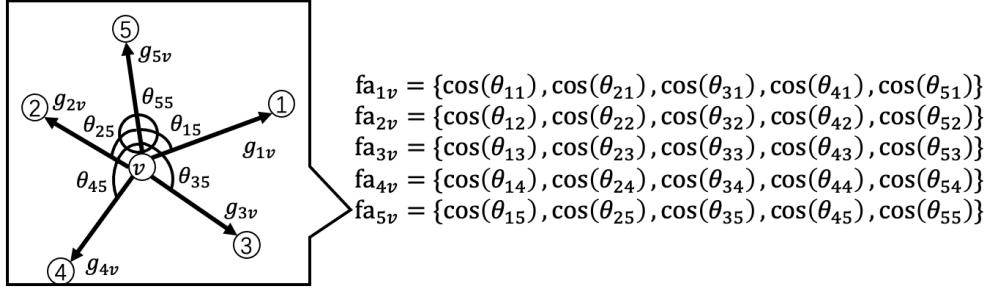 ⑤
g₅ᵥ
② g₂ᵥ θ₅₅ ①
θ₂₅ θ₁₅
g₁ᵥ
v
θ₄₅ θ₃₅
g₃ᵥ
③
④ g₄ᵥ
fa₁ᵥ = {cos(θ₁₁), cos(θ₂₁), cos(θ₃₁), cos(θ₄₁), cos(θ₅₁)}
fa₂ᵥ = {cos(θ₁₂), cos(θ₂₂), cos(θ₃₂), cos(θ₄₂), cos(θ₅₂)}
fa₃ᵥ = {cos(θ₁₃), cos(θ₂₃), cos(θ₃₃), cos(θ₄₃), cos(θ₅₃)}
fa₄ᵥ = {cos(θ₁₄), cos(θ₂₄), cos(θ₃₄), cos(θ₄₄), cos(θ₅₄)}
fa₅ᵥ = {cos(θ₁₅), cos(θ₂₅), cos(θ₃₅), cos(θ₄₅), cos(θ₅₅)}